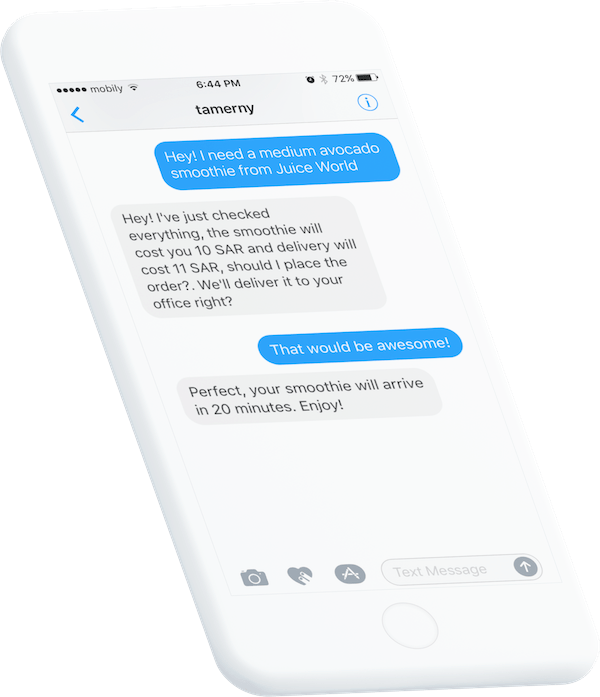 mobily 6:44 PM 72%
tamerny
Hey! I need a medium avocado
smoothie from Juice World
Hey! I've just checked
everything, the smoothie will
cost you 10 SAR and delivery will
cost 11 SAR, should I place the
order?. We'll deliver it to your
office right?
That would be awesome!
Perfect, your smoothie will arrive
in 20 minutes. Enjoy!
Text Message